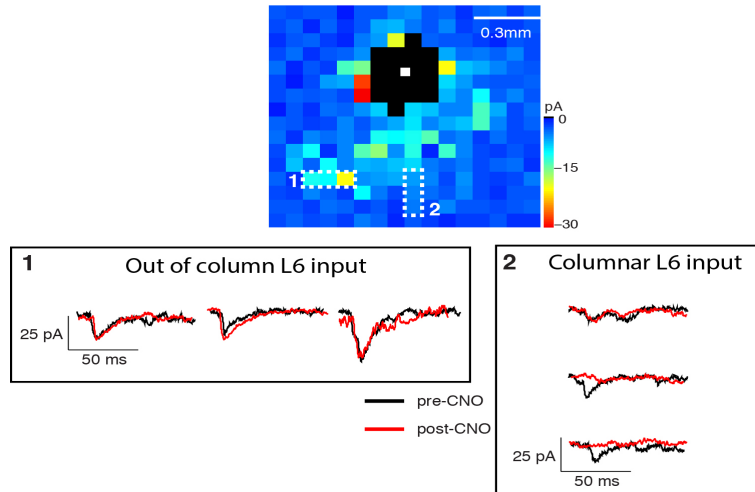 0.3mm
pA
0
−15
−30
1
2
1 Out of column L6 input
25 pA
50 ms
pre-CNO
post-CNO
2 Columnar L6 input
25 pA
50 ms